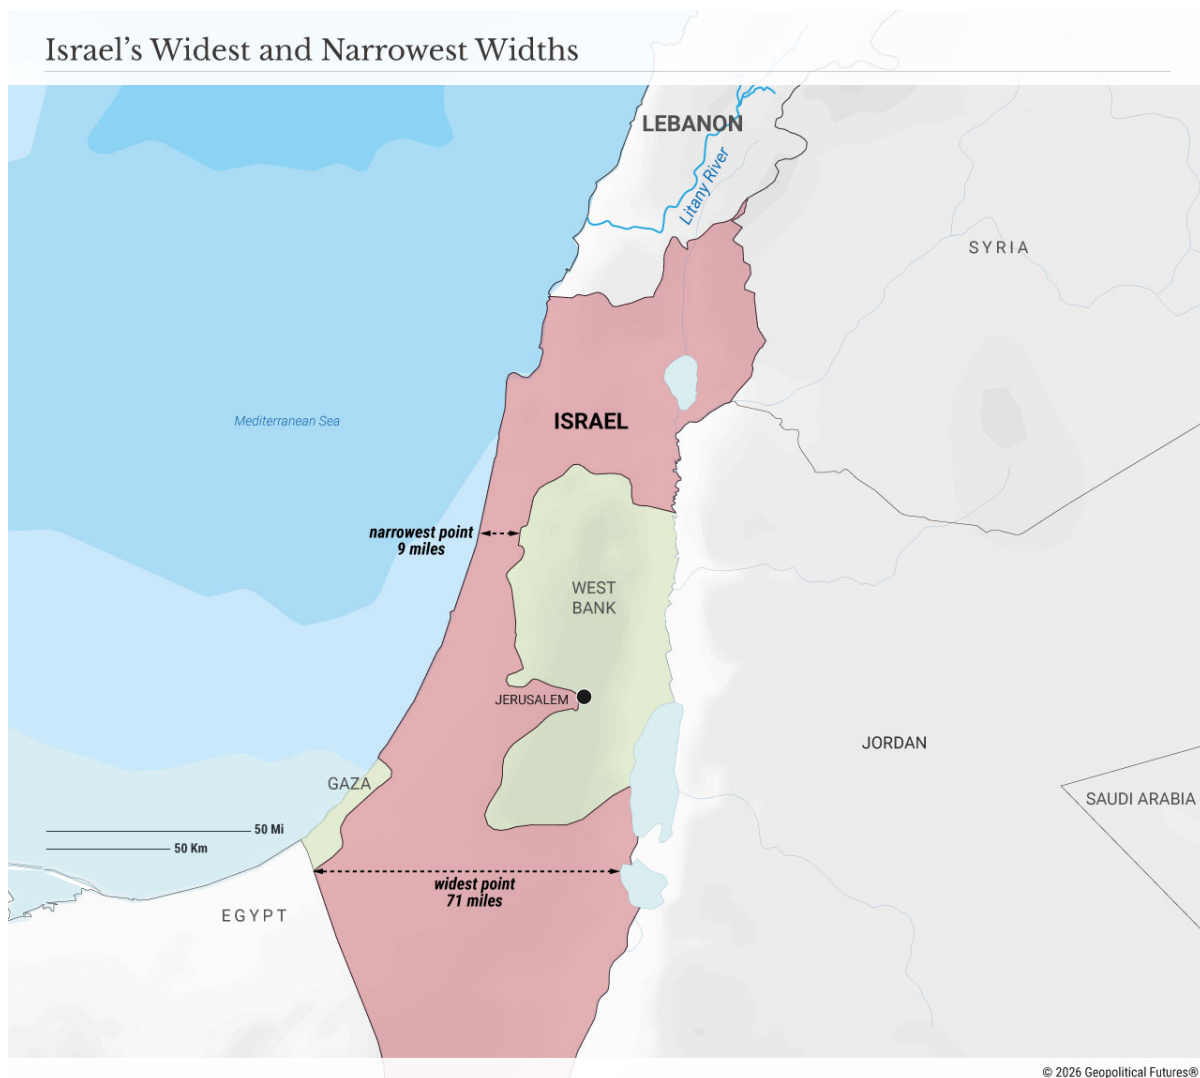 Israel’s Widest and Narrowest Widths
LEBANON
Litany River
SYRIA
Mediterranean Sea
ISRAEL
narrowest point
9 miles
WEST
BANK
JERUSALEM
JORDAN
GAZA
SAUDI ARABIA
50 Mi
50 Km
widest point
71 miles
EGYPT
© 2026 Geopolitical Futures®